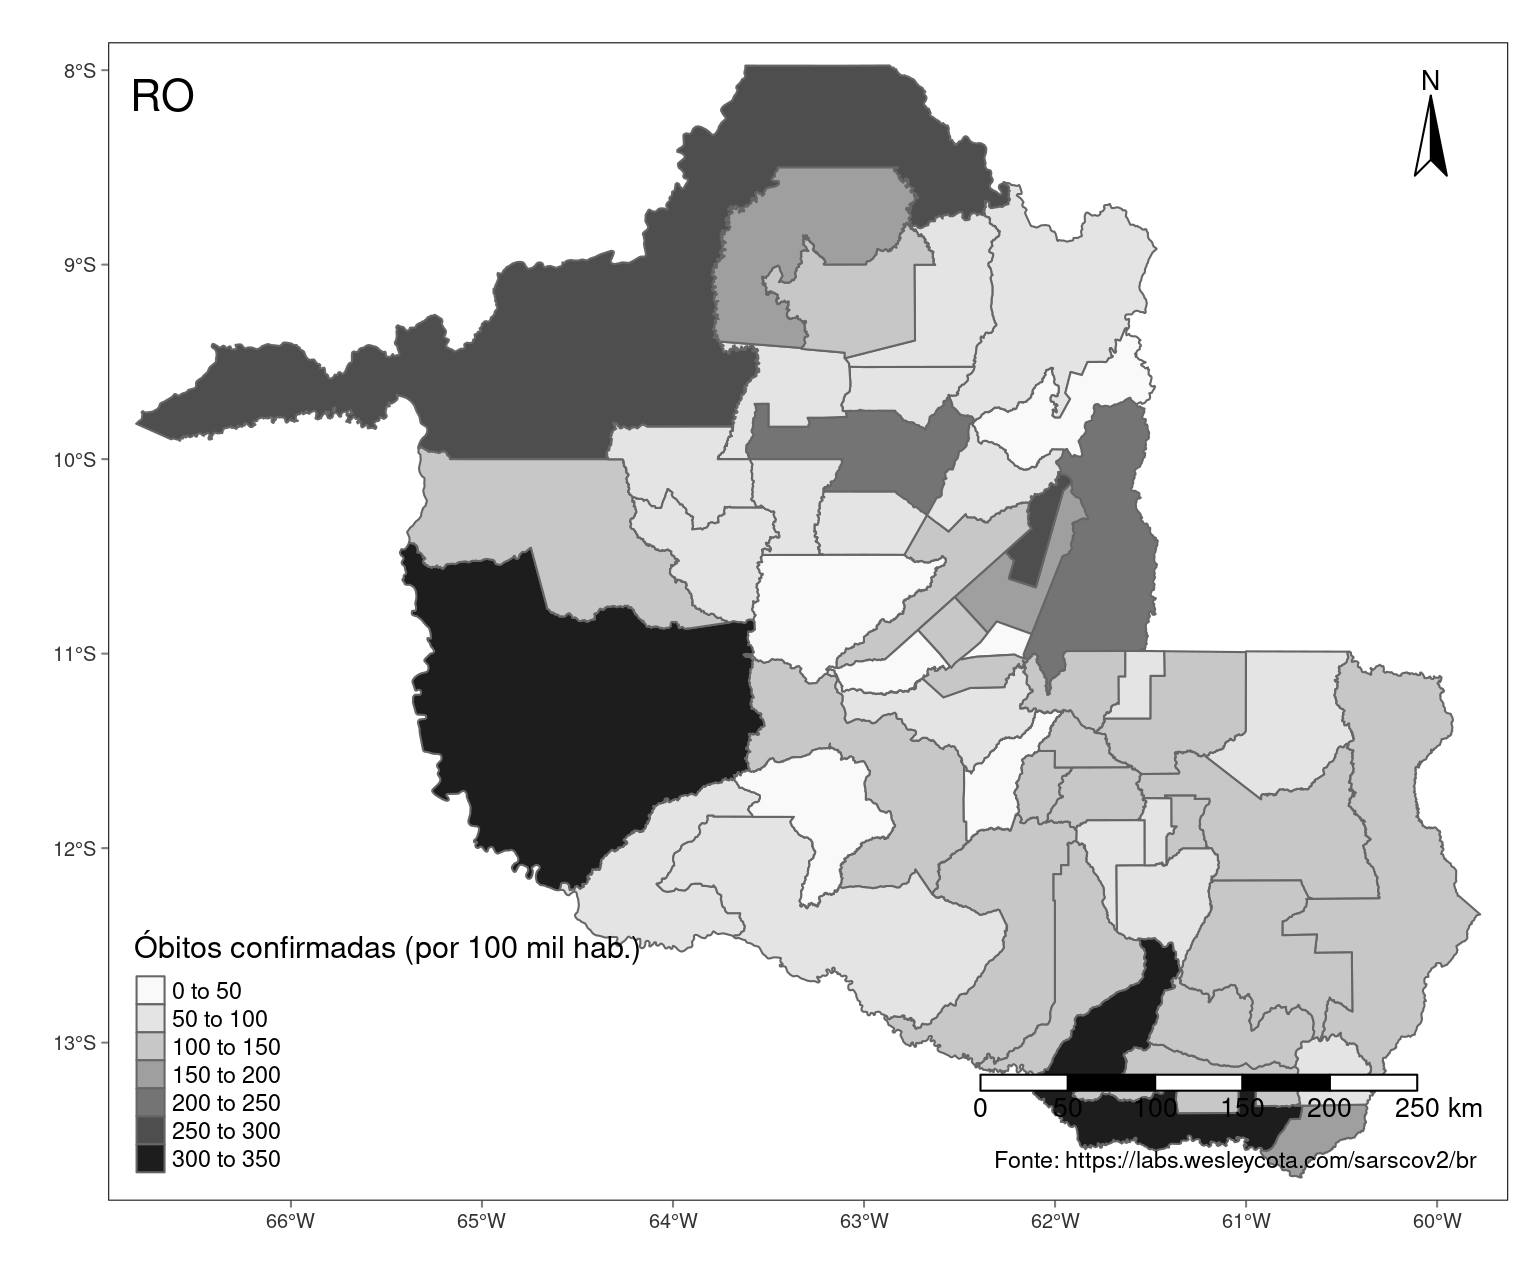 RO
N
8°S
9°S
10°S
11°S
12°S
13°S
Óbitos confirmadas (por 100 mil hab.)
0 to 50
50 to 100
100 to 150
150 to 200
200 to 250
250 to 300
300 to 350
0 50 100 150 200 250 km
Fonte: https://labs.wesleycota.com/sarscov2/br
66°W 65°W 64°W 63°W 62°W 61°W 60°W